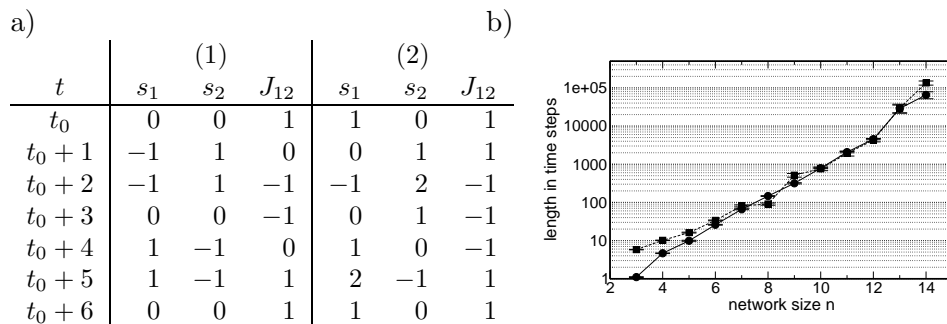 a)
b)
(1) (2)
t s₁ s₂ J₁₂ s₁ s₂ J₁₂
t₀ 0 0 1 1 0 1
t₀ + 1 −1 1 0 0 1 1
t₀ + 2 −1 1 −1 −1 2 −1
t₀ + 3 0 0 −1 0 1 −1
t₀ + 4 1 −1 0 1 0 −1
t₀ + 5 1 −1 1 2 −1 1
t₀ + 6 0 0 1 1 0 1
length in time steps
1e+05
10000
1000
100
10
1
2 4 6 8 10 12 14
network size n